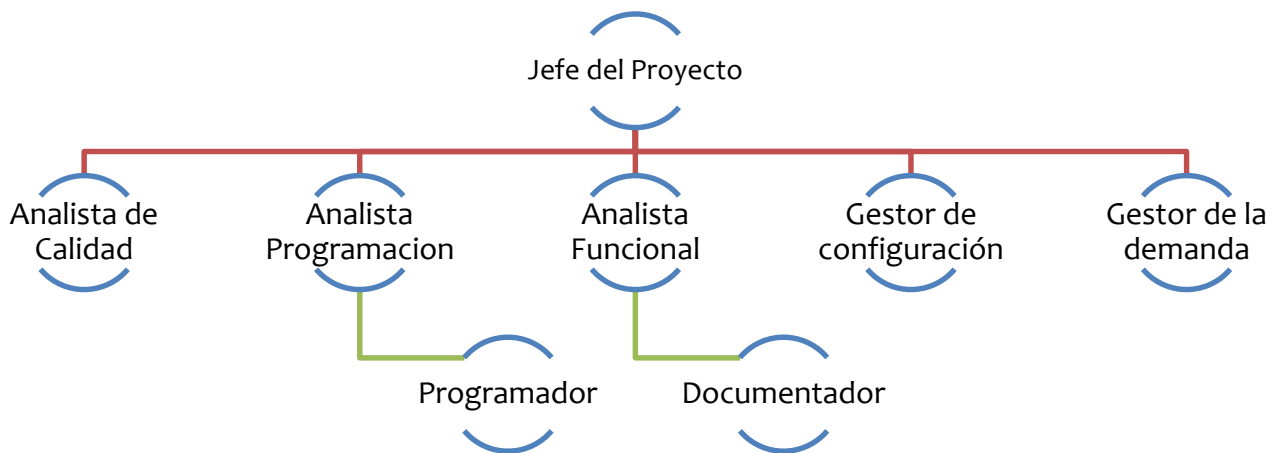 Jefe del Proyecto
Analista de
Calidad
Analista
Programacion
Analista
Funcional
Gestor de
configuración
Gestor de la
demanda
Programador
Documentador